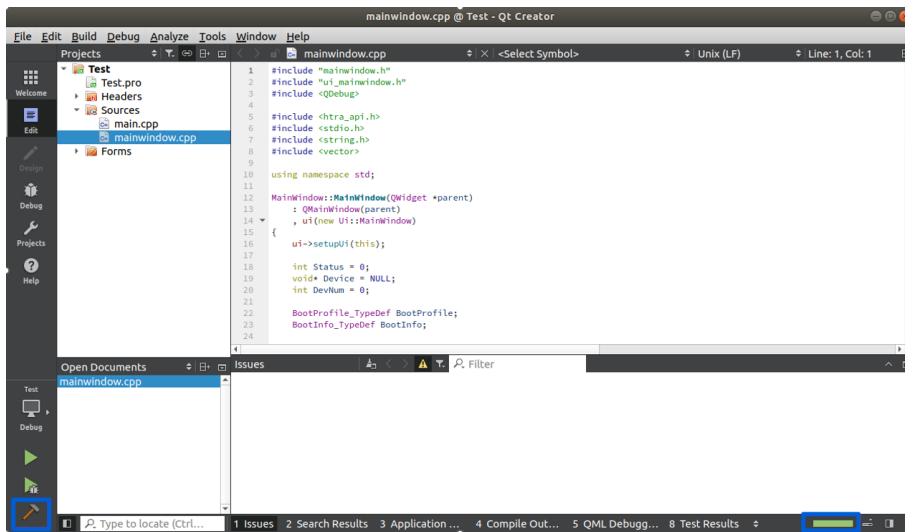 mainwindow.cpp @ Test - Qt Creator
File Edit Build Debug Analyze Tools Window Help
Projects
mainwindow.cpp
<Select Symbol>
Unix (LF)
Line: 1, Col: 1
Welcome
Edit
Design
Debug
Projects
Help
Test
Test.pro
Headers
Sources
main.cpp
mainwindow.cpp
Forms
1 #include "mainwindow.h"
2 #include "ui_mainwindow.h"
3 #include <QDebug>
4
5 #include <htra_api.h>
6 #include <stdio.h>
7 #include <string.h>
8 #include <vector>
9
10 using namespace std;
11
12 MainWindow::MainWindow(QWidget *parent)
13 : QMainWindow(parent)
14 , ui(new Ui::MainWindow)
15 {
16 ui->setupUi(this);
17
18 int Status = 0;
19 void* Device = NULL;
20 int DevNum = 0;
21
22 BootProfile_TypeDef BootProfile;
23 BootInfo_TypeDef BootInfo;
24
Open Documents
mainwindow.cpp
Issues
Filter
Test
Debug
Type to locate (Ctrl...
1 Issues 2 Search Results 3 Application ... 4 Compile Out... 5 QML Debugg... 8 Test Results